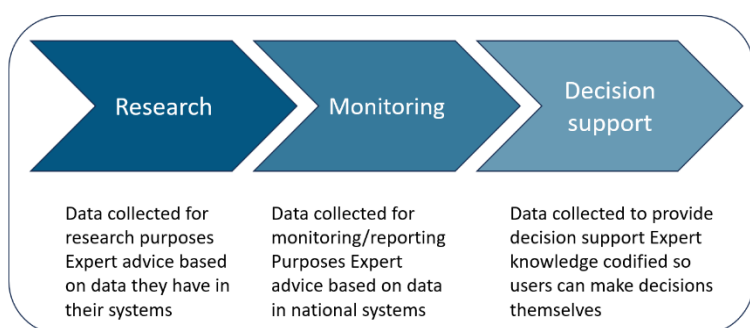 Research
Monitoring
Decision
support
Data collected for
research purposes
Expert advice based
on data they have in
their systems
Data collected for
monitoring/reporting
Purposes Expert
advice based on data
in national systems
Data collected to provide
decision support Expert
knowledge codified so
users can make decisions
themselves